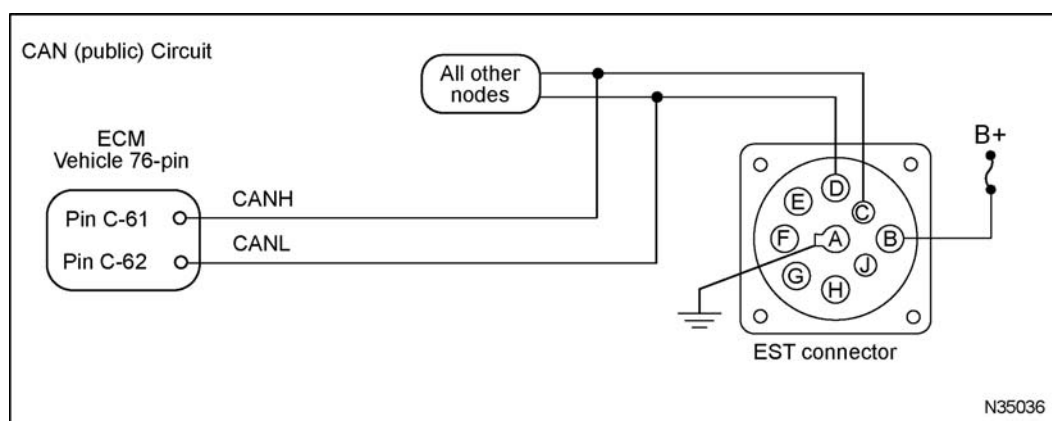 CAN (public) Circuit
All other
nodes
ECM
Vehicle 76-pin
Pin C-61
CANH
Pin C-62
CANL
B+
D
E
C
F
A
B
G
J
H
EST connector
N35036